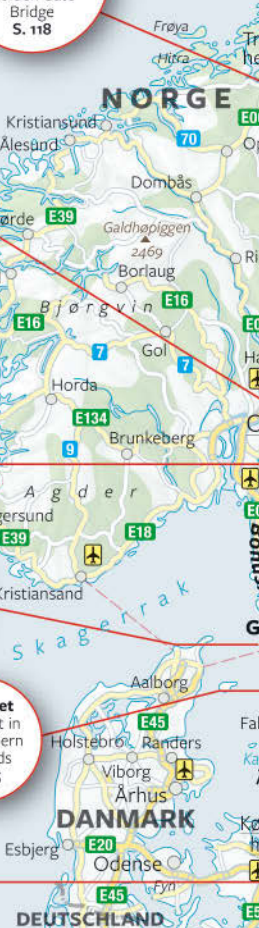 Bridge
S. 118
Frøya
Hitra
NORGE
Kristiansund
Ålesund
70
Dombås
E39
Galdhøpiggen
2469
Borlaug
E16
Bjørgvin
E16
7
Gol
7
Horda
E134
9
Brunkeberg
Agder
E39
E18
Kristiansand
Skagerrak
Aalborg
E45
Holstebro
Randers
Viborg
Århus
DANMARK
Esbjerg
E20
Odense
Fyn
E45
DEUTSCHLAND